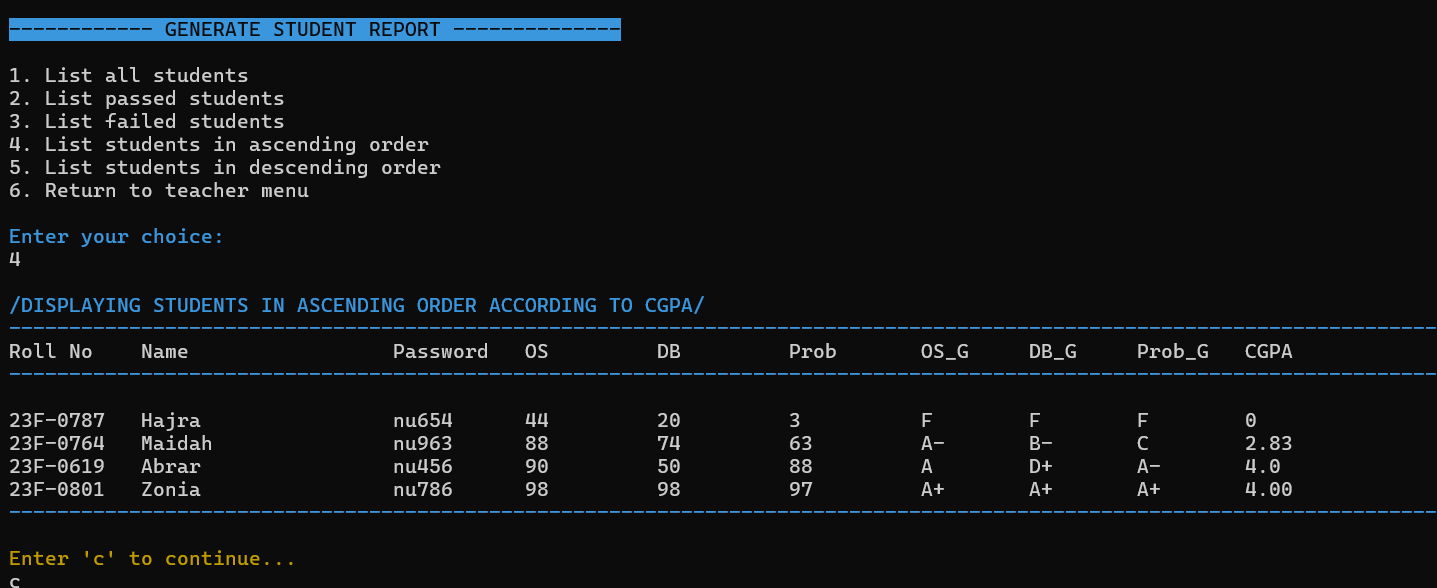 ------------ GENERATE STUDENT REPORT --------------
1. List all students
2. List passed students
3. List failed students
4. List students in ascending order
5. List students in descending order
6. Return to teacher menu
Enter your choice:
4
/DISPLAYING STUDENTS IN ASCENDING ORDER ACCORDING TO CGPA/
Roll No Name Password OS DB Prob OS_G DB_G Prob_G CGPA
23F-0787 Hajra nu654 44 20 3 F F F 0
23F-0764 Maidah nu963 88 74 63 A- B- C 2.83
23F-0619 Abrar nu456 90 50 88 A D+ A- 4.0
23F-0801 Zonia nu786 98 98 97 A+ A+ A+ 4.00
Enter 'c' to continue...
c